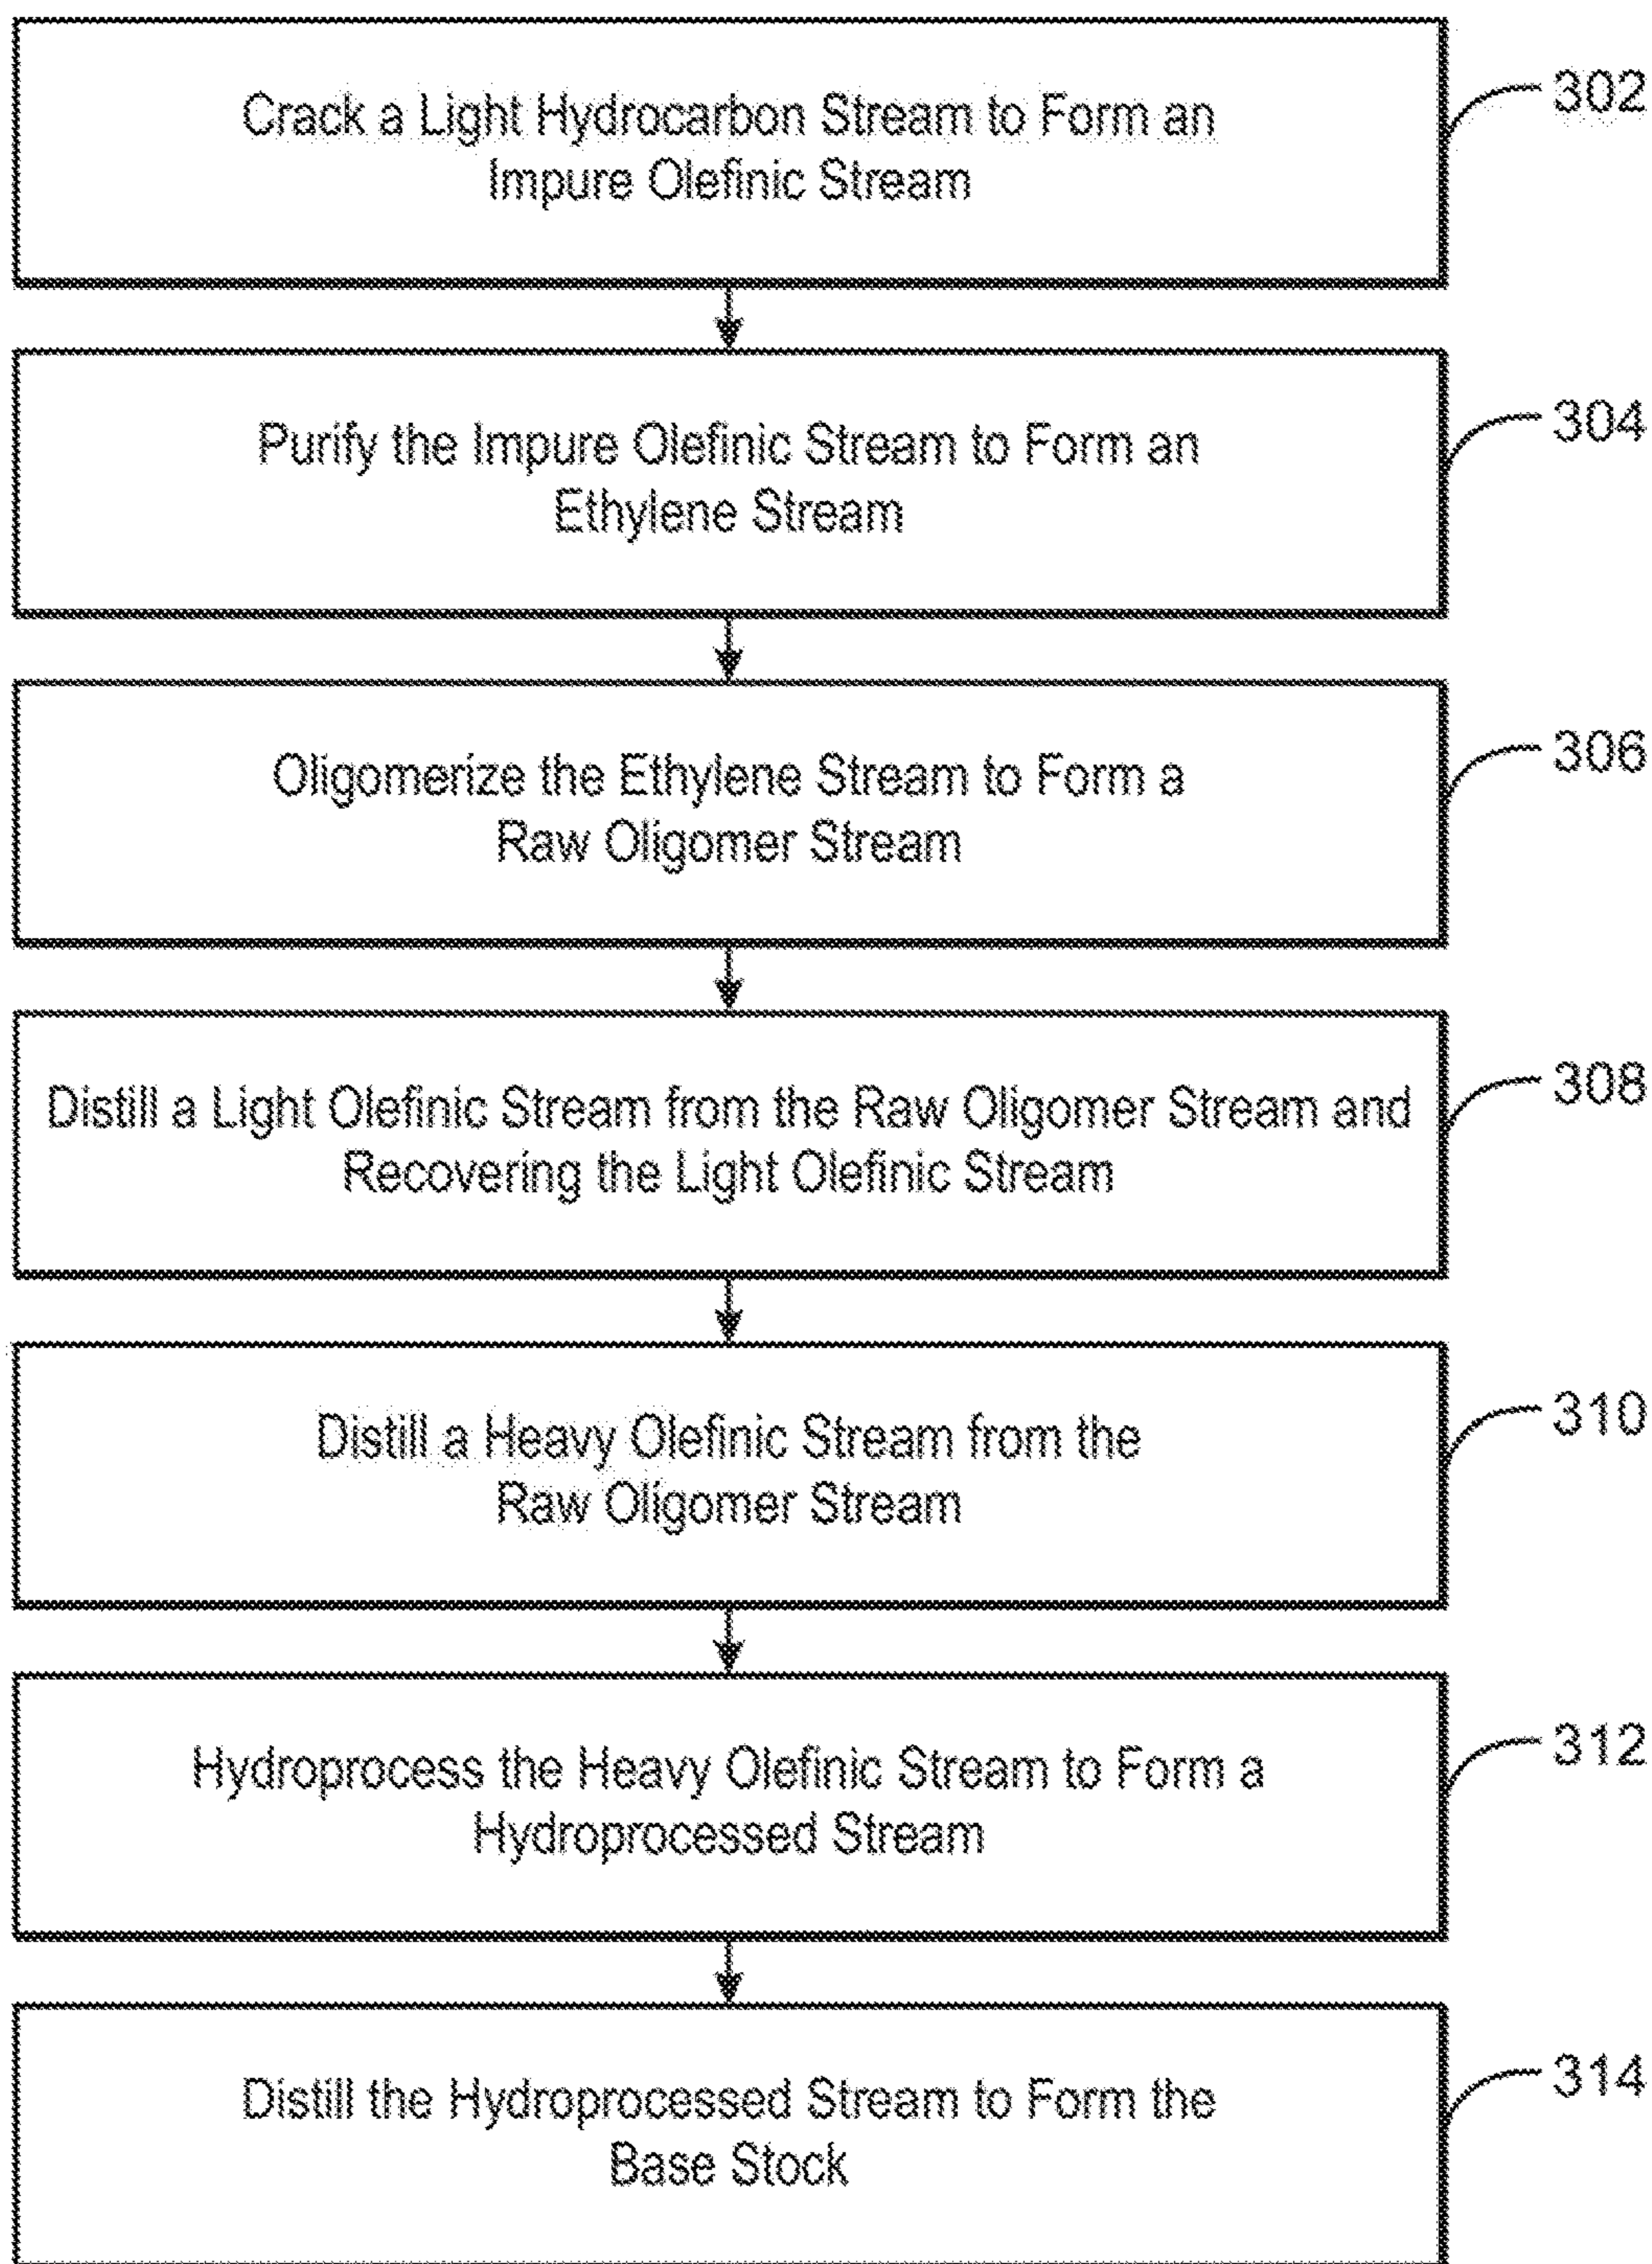 Crack a Light Hydrocarbon Stream to Form an
Impure Olefinic Stream
302
Purify the Impure Olefinic Stream to Form an
Ethylene Stream
304
Oligomerize the Ethylene Stream to Form a
Raw Oligomer Stream
306
Distill a Light Olefinic Stream from the Raw Oligomer Stream and
Recovering the Light Olefinic Stream
308
Distill a Heavy Olefinic Stream from the
Raw Oligomer Stream
310
Hydroprocess the Heavy Olefinic Stream to Form a
Hydroprocessed Stream
312
Distill the Hydroprocessed Stream to Form the
Base Stock
314